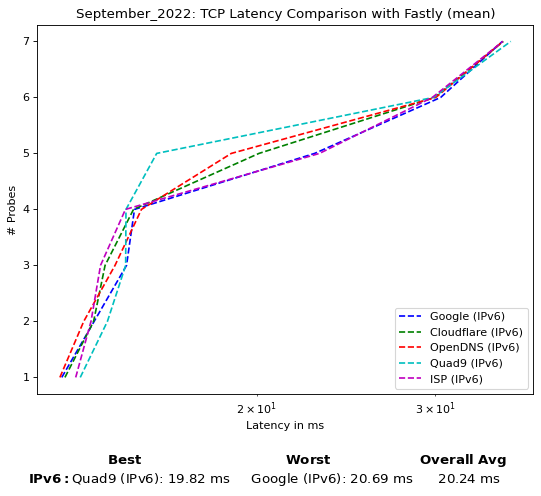 September_2022: TCP Latency Comparison with Fastly (mean)
7
6
5
4
3
2
1
# Probes
Google (IPv6)
Cloudflare (IPv6)
OpenDNS (IPv6)
Quad9 (IPv6)
ISP (IPv6)
2 × 10¹ 3 × 10¹
Latency in ms
Best Worst Overall Avg
IPv6: Quad9 (IPv6): 19.82 ms Google (IPv6): 20.69 ms 20.24 ms